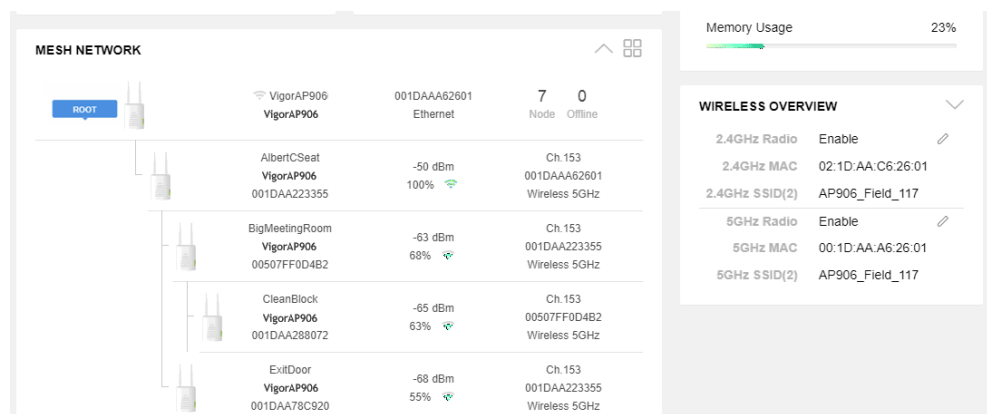 MESH NETWORK
ROOT
VigorAP906
VigorAP906
001DAAA62601
Ethernet
7 0
Node Offline
AlbertCSeat
VigorAP906
001DAA223355
-50 dBm
100%
Ch.153
001DAAA62601
Wireless 5GHz
BigMeetingRoom
VigorAP906
00507FF0D4B2
-63 dBm
68%
Ch.153
001DAA223355
Wireless 5GHz
CleanBlock
VigorAP906
001DAA288072
-65 dBm
63%
Ch.153
00507FF0D4B2
Wireless 5GHz
ExitDoor
VigorAP906
001DAA78C920
-68 dBm
55%
Ch.153
001DAA223355
Wireless 5GHz
Memory Usage 23%
WIRELESS OVERVIEW
2.4GHz Radio Enable
2.4GHz MAC 02:1D:AA:C6:26:01
2.4GHz SSID(2) AP906_Field_117
5GHz Radio Enable
5GHz MAC 00:1D:AA:A6:26:01
5GHz SSID(2) AP906_Field_117